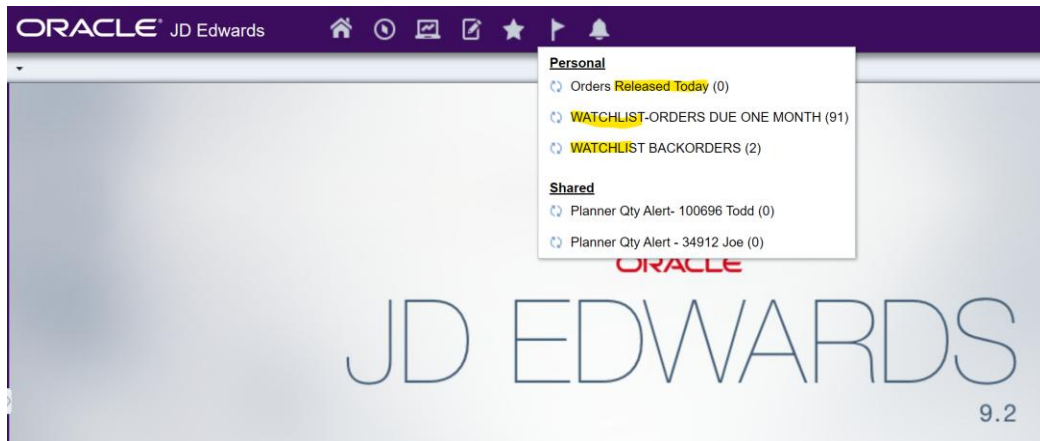 ORACLE® JD Edwards
Personal
Orders Released Today (0)
WATCHLIST-ORDERS DUE ONE MONTH (91)
WATCHLIST BACKORDERS (2)
Shared
Planner Qty Alert- 100696 Todd (0)
Planner Qty Alert - 34912 Joe (0)
ORACLE
JD EDWARDS
9.2